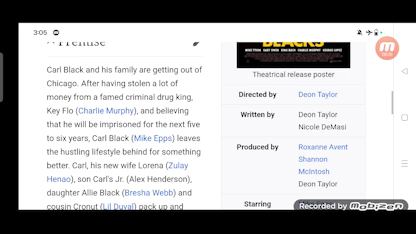 3:05
Premise
Carl Black and his family are getting out of
Chicago. After having stolen a lot of
money from a famed criminal drug king,
Key Flo (Charlie Murphy), and believing
that he will be imprisoned for the next five
to six years, Carl Black (Mike Epps) leaves
the hustling lifestyle behind for something
better. Carl, his new wife Lorena (Zulay
Henao), son Carl's Jr. (Alex Henderson),
daughter Allie Black (Bresha Webb) and
cousin Cronut (Lil Duval) pack up and
BLACKS
Theatrical release poster
Directed by Deon Taylor
Written by Deon Taylor
Nicole DeMasi
Produced by Roxanne Avent
Shannon
McIntosh
Deon Taylor
Starring
Recorded by Mobizen